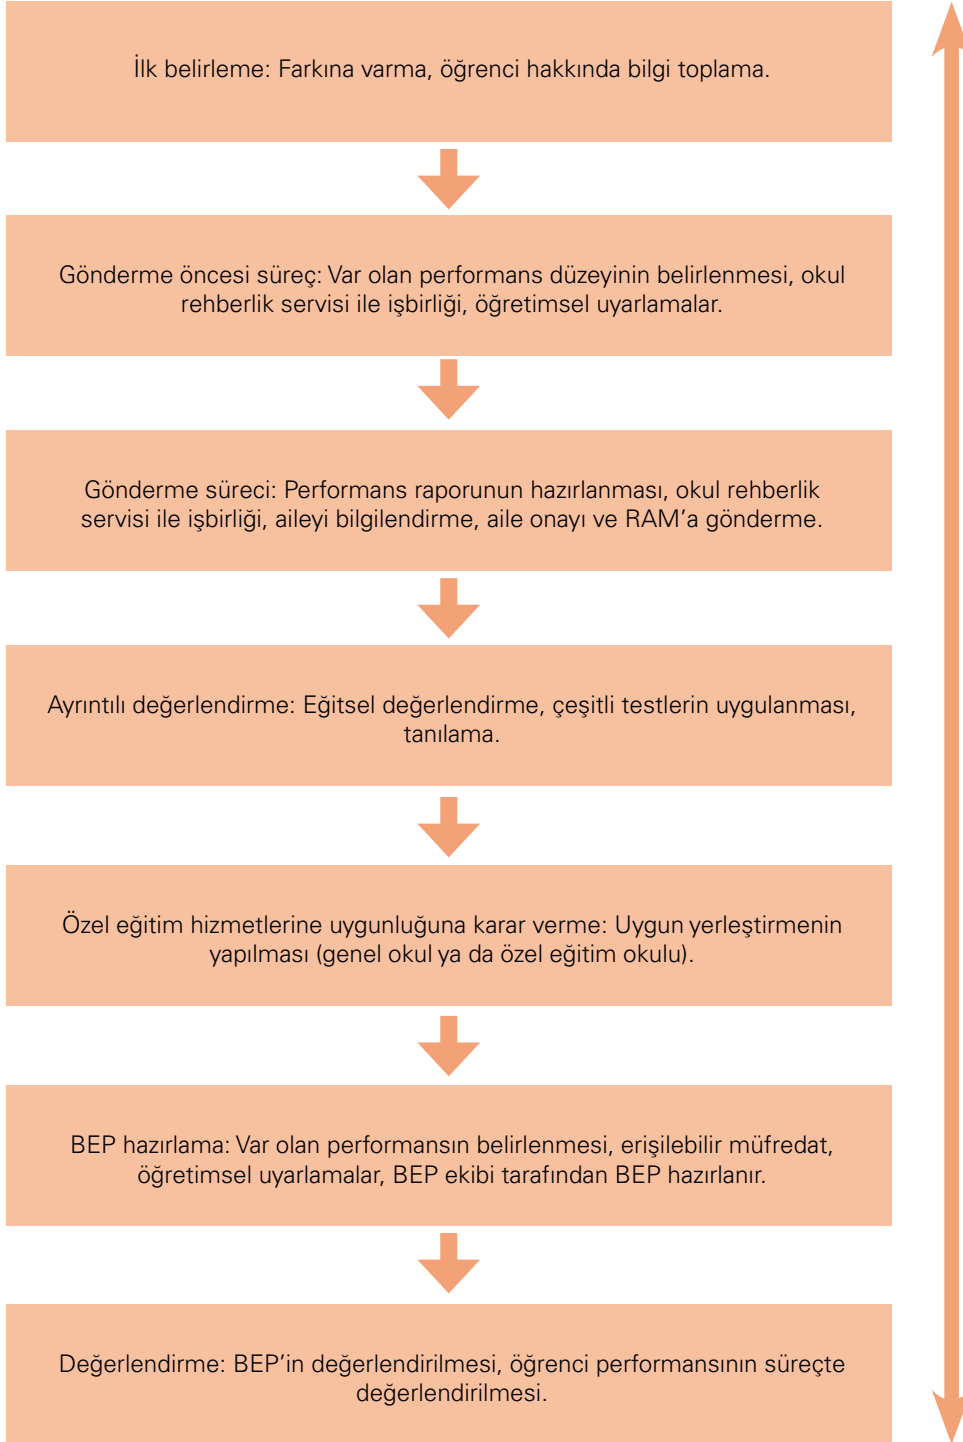 İlk belirleme: Farkına varma, öğrenci hakkında bilgi toplama.
Gönderme öncesi süreç: Var olan performans düzeyinin belirlenmesi, okul
rehberlik servisi ile işbirliği, öğretimsel uyarlamalar.
Gönderme süreci: Performans raporunun hazırlanması, okul rehberlik
servisi ile işbirliği, aileyi bilgilendirme, aile onayı ve RAM’a gönderme.
Ayrıntılı değerlendirme: Eğitsel değerlendirme, çeşitli testlerin uygulanması,
tanılama.
Özel eğitim hizmetlerine uygunluğuna karar verme: Uygun yerleştirmenin
yapılması (genel okul ya da özel eğitim okulu).
BEP hazırlama: Var olan performansın belirlenmesi, erişilebilir müfredat,
öğretimsel uyarlamalar, BEP ekibi tarafından BEP hazırlanır.
Değerlendirme: BEP’in değerlendirilmesi, öğrenci performansının süreçte
değerlendirilmesi.